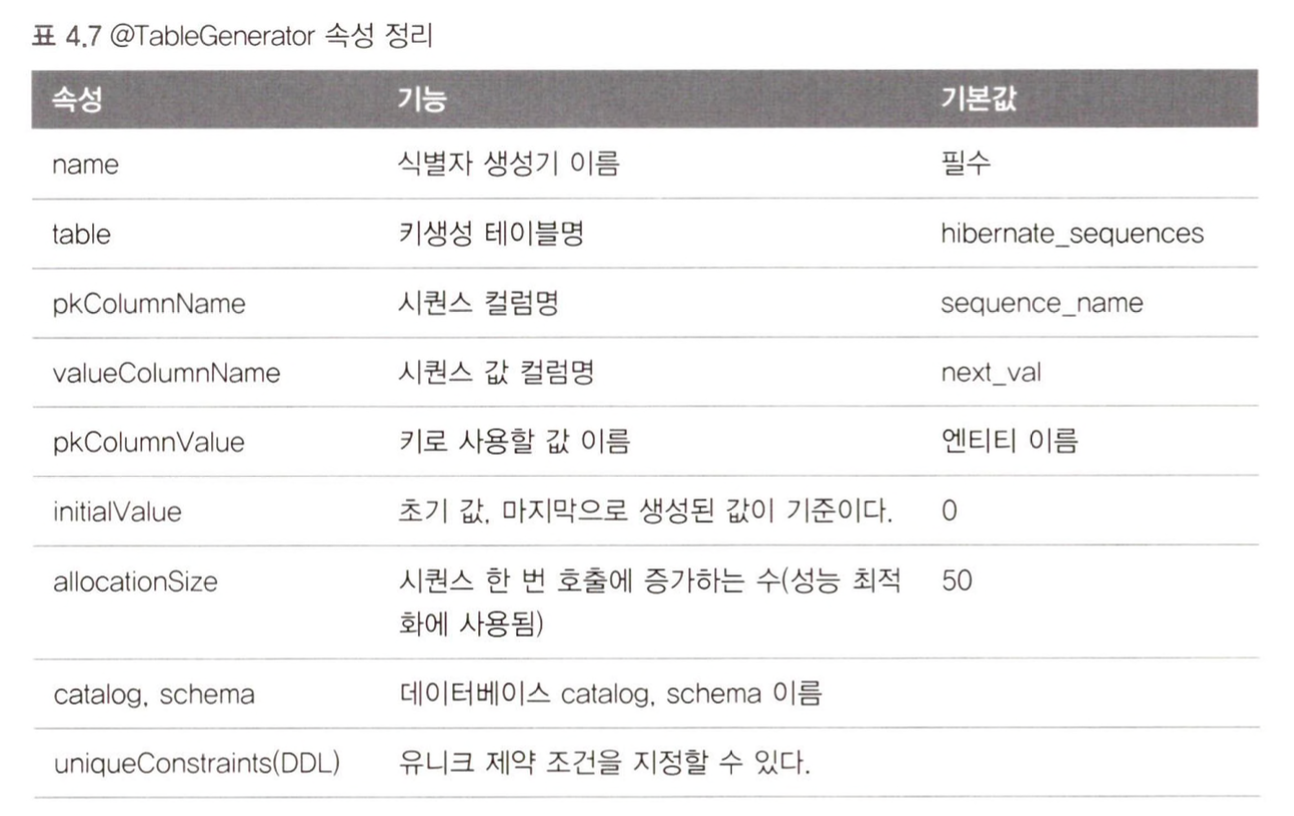 표 4.7 @TableGenerator 속성 정리
속성 기능 기본값
name 식별자 생성기 이름 필수
table 키생성 테이블명 hibernate_sequences
pkColumnName 시퀀스 컬럼명 sequence_name
valueColumnName 시퀀스 값 컬럼명 next_val
pkColumnValue 키로 사용할 값 이름 엔티티 이름
initialValue 초기 값, 마지막으로 생성된 값이 기준이다. 0
allocationSize 시퀀스 한 번 호출에 증가하는 수(성능 최적 50
화에 사용됨)
catalog, schema 데이터베이스 catalog, schema 이름
uniqueConstraints(DDL) 유니크 제약 조건을 지정할 수 있다.